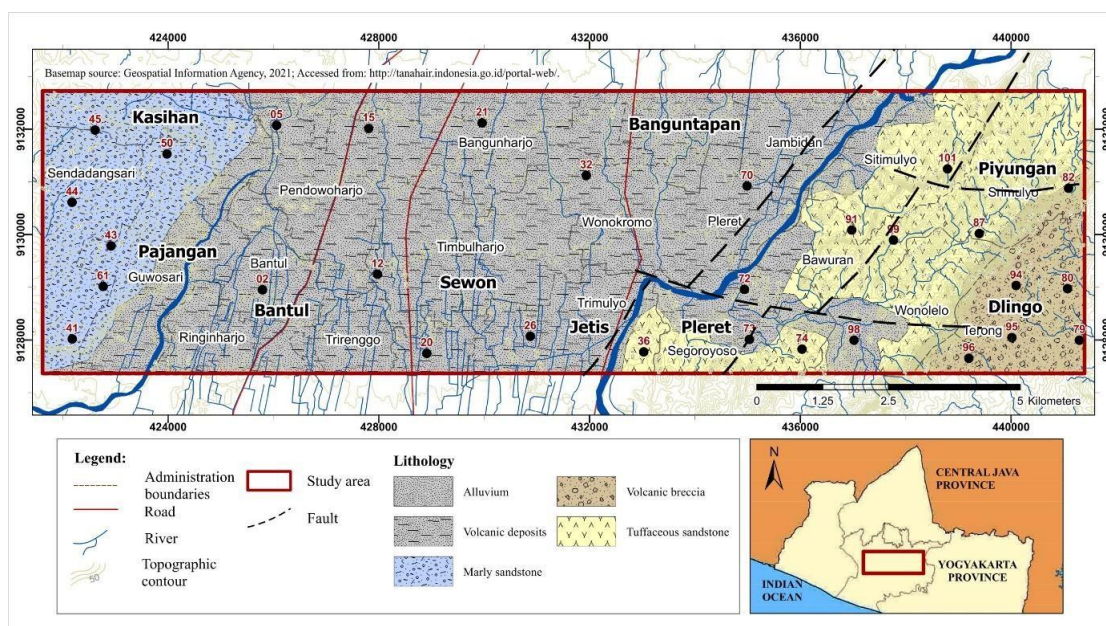 424000 428000 432000 436000 440000
Basemap source: Geospatial Information Agency, 2021; Accessed from: http://tanahair.indonesia.go.id/portal-web/.
9132000
9132000
Kasihan
45
50
05
15
21
Bangunharjo
Banguntapan
Jambidan
Sendadangsari
Pendowoharjo
32
70
Sitimulyo
101
Piyungan
Srimulyo
82
44
43
9130000
9130000
Pajangan
Guwosari
61
Bantul
02
12
Timbulharjo
Wonokromo
Pleret
91
99
87
Bawuran
Sewon
Bantul
72
94
80
Dlingo
Wonolelo
Terong
41
9128000
9128000
Ringinharjo
Trirenggo
20
26
Jetis
Trimulyo
36
Pleret
Segoroyoso
73
74
98
96
95
79
0 1.25 2.5 5 Kilometers
424000 428000 432000 436000 440000
Legend:
Administration
boundaries
Road
River
Topographic
contour
50
Study area
Fault
Lithology
Alluvium
Volcanic deposits
Marly sandstone
Volcanic breccia
Tuffaceous sandstone
N
CENTRAL JAVA
PROVINCE
YOGYAKARTA
PROVINCE
INDIAN
OCEAN